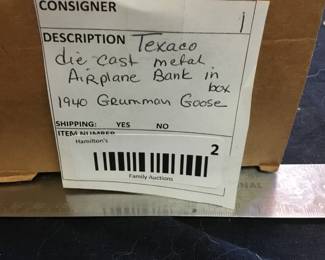 CONSIGNER
DESCRIPTION Texaco
die cast metal
Airplane Bank in
box
1940 Grumman Goose
SHIPPING: YES NO
ITEM NUMBER
Hamilton's
2
Family Auctions